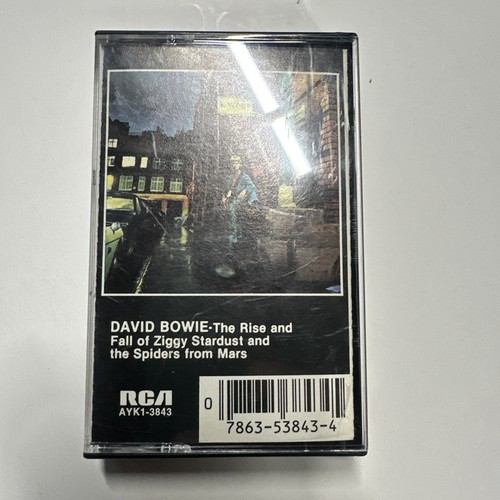 DAVID BOWIE-The Rise and
Fall of Ziggy Stardust and
the Spiders from Mars
RCA
AYK1-3843
0
7863-53843-4